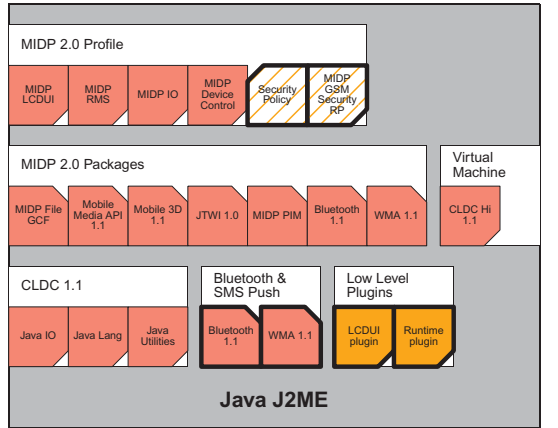 MIDP 2.0 Profile
MIDP
LCDUI
MIDP
RMS
MIDP IO
MIDP
Device
Control
Security
Policy
MIDP
GSM
Security
RP
MIDP 2.0 Packages
Virtual
Machine
MIDP File
GCF
Mobile
Media API
1.1
Mobile 3D
1.1
JTWI 1.0
MIDP PIM
Bluetooth
1.1
WMA 1.1
CLDC Hi
1.1
CLDC 1.1
Bluetooth &
SMS Push
Low Level
Plugins
Java IO
Java Lang
Java
Utilities
Bluetooth
1.1
WMA 1.1
LCDUI
plugin
Runtime
plugin
Java J2ME